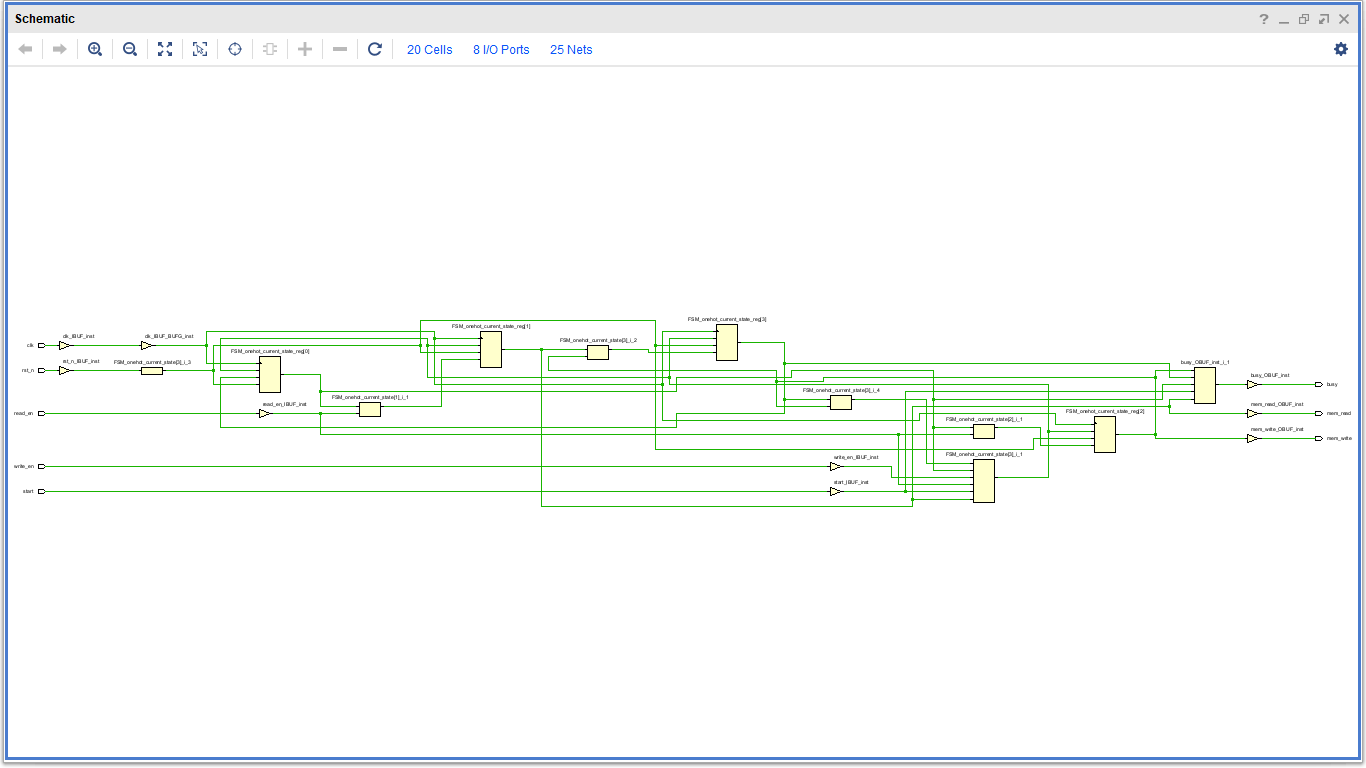 Schematic
20 Cells 8 I/O Ports 25 Nets
FSM_onehot_current_state_reg[3]
FSM_onehot_current_state_reg[1]
clk_IBUF_inst
clk_IBUF_BUFG_inst
FSM_onehot_current_state[3]_i_2
clk
FSM_onehot_current_state_reg[0]
rst_n_IBUF_inst
FSM_onehot_current_state[3]_i_3
busy_OBUF_inst_i_1
rst_n
busy_OBUF_inst
busy
FSM_onehot_current_state[3]_i_4
FSM_onehot_current_state[1]_i_1
read_en_IBUF_inst
mem_read_OBUF_inst
read_en
FSM_onehot_current_state_reg[2]
mem_read
FSM_onehot_current_state[2]_i_1
mem_write_OBUF_inst
mem_write
FSM_onehot_current_state[3]_i_1
write_en_IBUF_inst
write_en
start_IBUF_inst
start